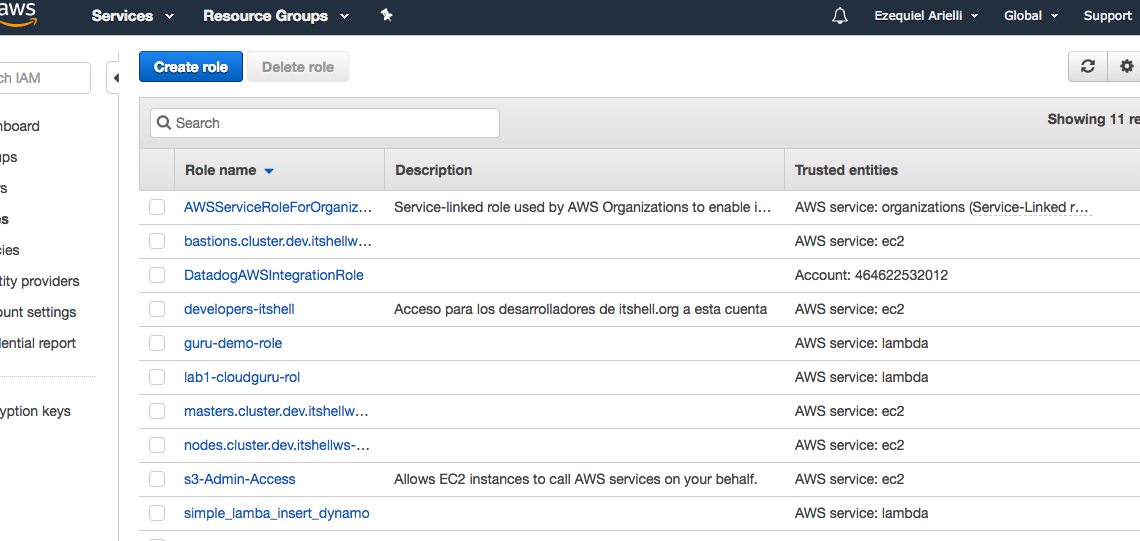 aws Services Resource Groups Ezequiel Arielli Global Support
Create role Delete role
ch IAM
Search Showing 11 re
Role name Description Trusted entities
AWSServiceRoleForOrganiz... Service-linked role used by AWS Organizations to enable i... AWS service: organizations (Service-Linked r...
bastions.cluster.dev.itshellw... AWS service: ec2
DatadogAWSIntegrationRole Account: 464622532012
developers-itshell Acceso para los desarrolladores de itshell.org a esta cuenta AWS service: ec2
guru-demo-role AWS service: lambda
lab1-cloudguru-rol AWS service: lambda
masters.cluster.dev.itshellw... AWS service: ec2
nodes.cluster.dev.itshellws-... AWS service: ec2
s3-Admin-Access Allows EC2 instances to call AWS services on your behalf. AWS service: ec2
simple_lamba_insert_dynamo AWS service: lambda
nboard
ups
rs
es
cies
tity providers
ount settings
dential report
yption keys